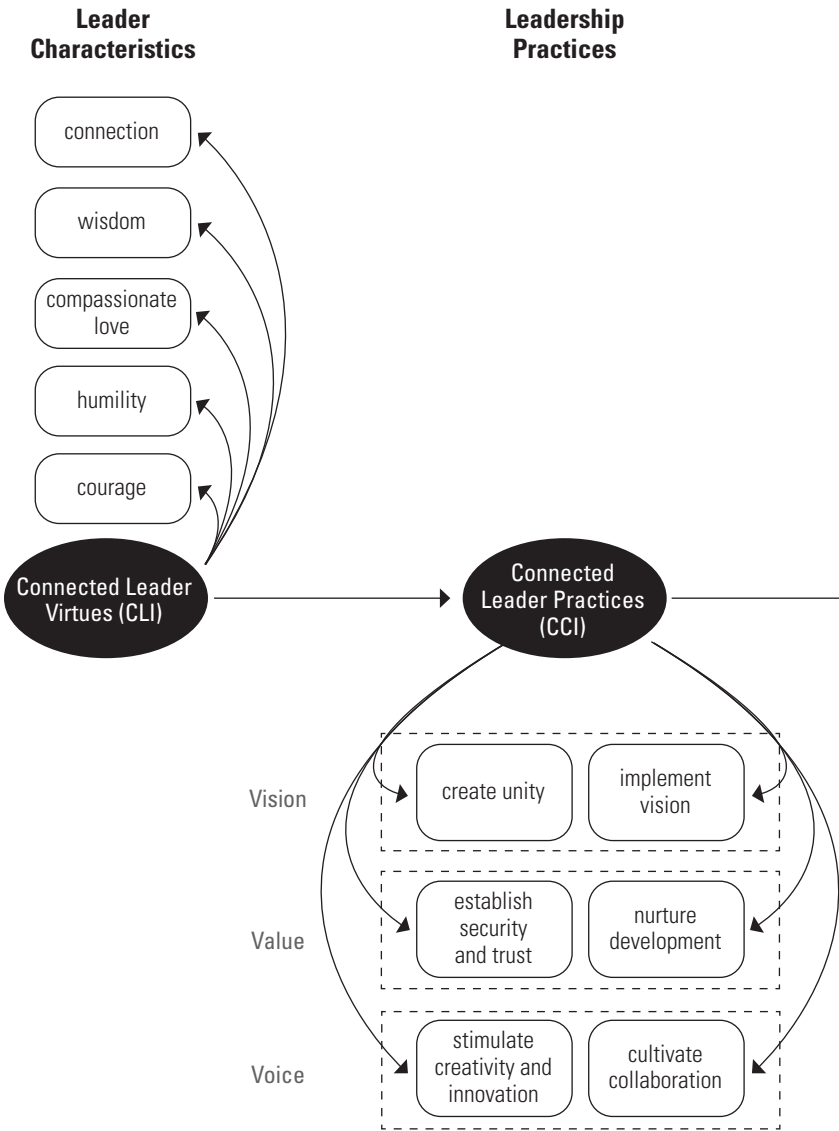 Leader
Characteristics
Leadership
Practices
connection
wisdom
compassionate
love
humility
courage
Connected Leader
Virtues (CLI)
Connected
Leader Practices
(CCI)
Vision
create unity
implement
vision
Value
establish
security
and trust
nurture
development
Voice
stimulate
creativity and
innovation
cultivate
collaboration